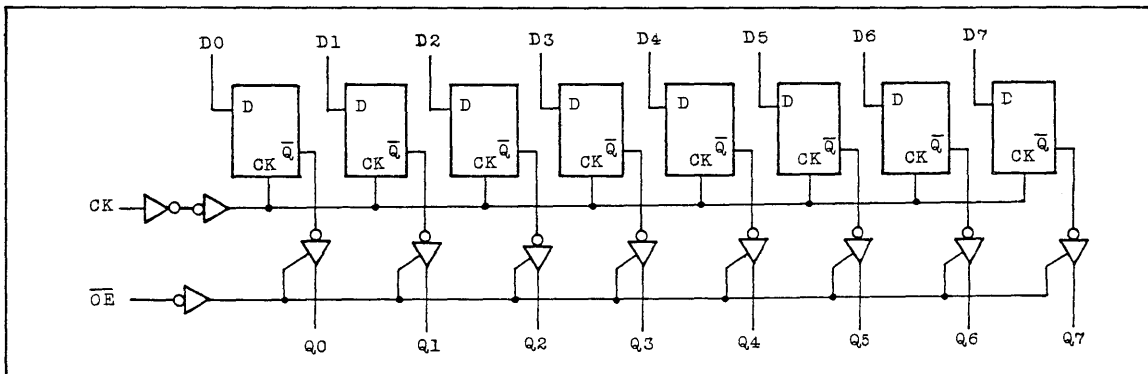 D0 D1 D2 D3 D4 D5 D6 D7
D D D D D D D D
Q̅ Q̅ Q̅ Q̅ Q̅ Q̅ Q̅ Q̅
CK CK CK CK CK CK CK CK
CK
O̅E̅
Q0 Q1 Q2 Q3 Q4 Q5 Q6 Q7